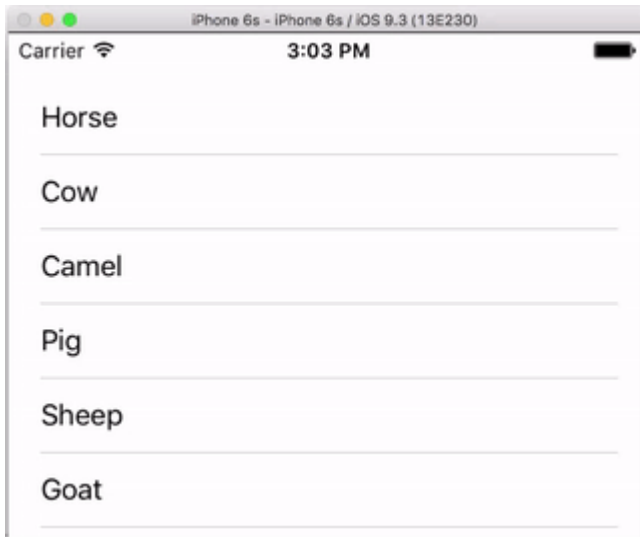 iPhone 6s - iPhone 6s / iOS 9.3 (13E230)
Carrier 3:03 PM
Horse
Cow
Camel
Pig
Sheep
Goat